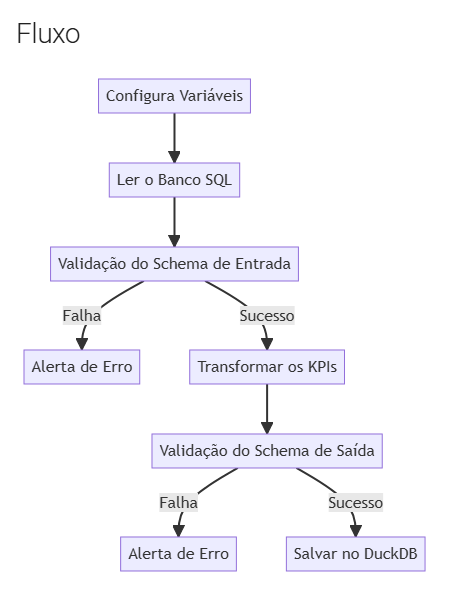 Fluxo
Configura Variáveis
Ler o Banco SQL
Validação do Schema de Entrada
Falha
Sucesso
Alerta de Erro
Transformar os KPIs
Validação do Schema de Saída
Falha
Sucesso
Alerta de Erro
Salvar no DuckDB